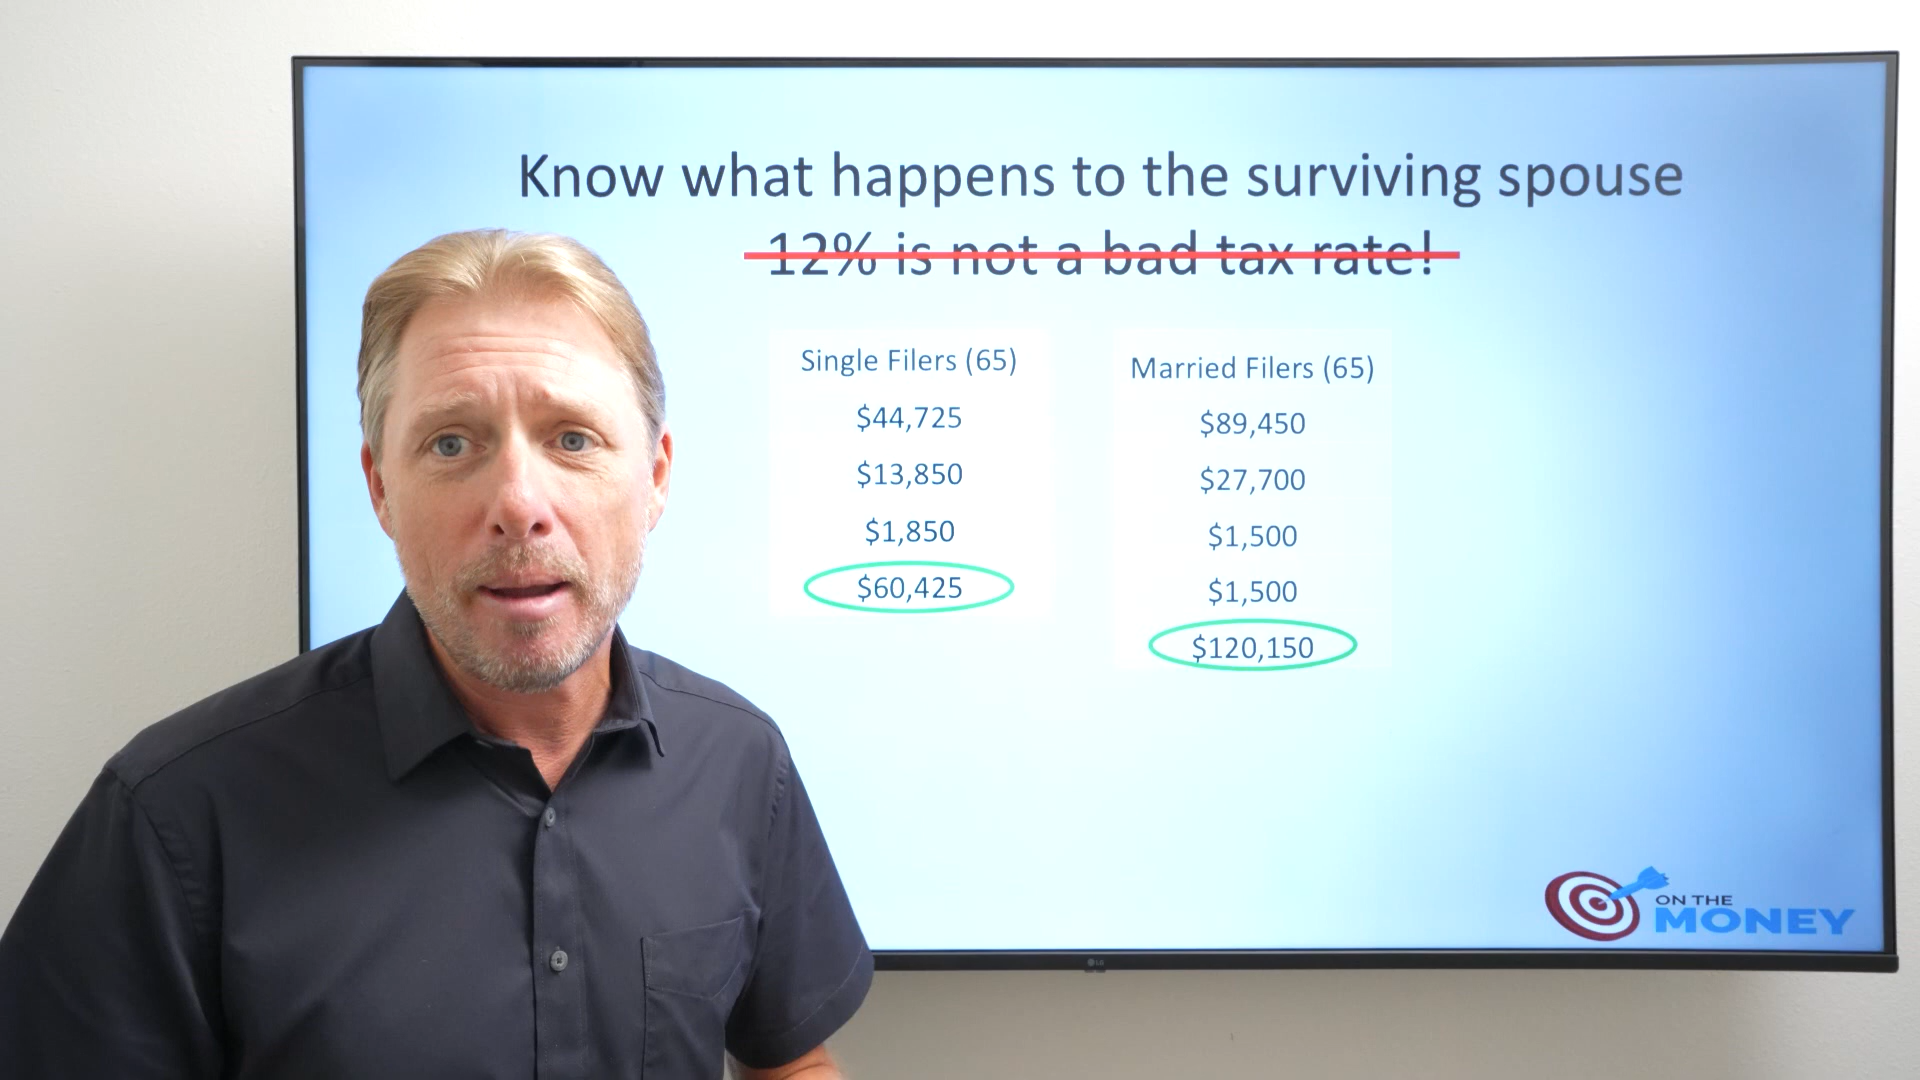 Know what happens to the surviving spouse
12% is not a bad tax rate!
Single Filers (65)
$44,725
$13,850
$1,850
$60,425
Married Filers (65)
$89,450
$27,700
$1,500
$1,500
$120,150
ON THE
MONEY
LG